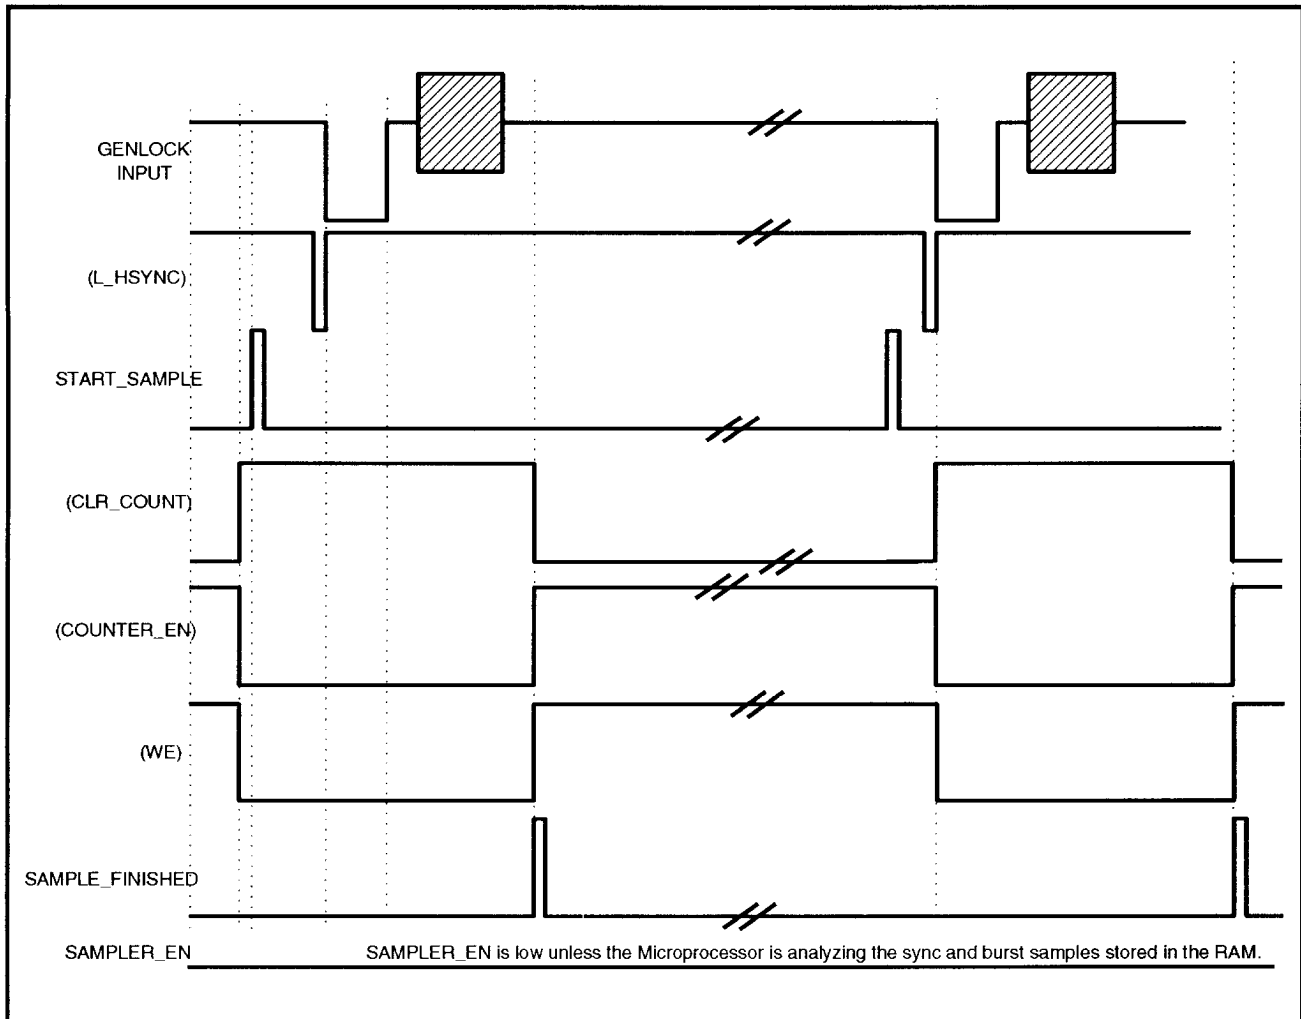 GENLOCK
INPUT
(L_HSYNC)
START_SAMPLE
(CLR_COUNT)
(COUNTER_EN)
(WE)
SAMPLE_FINISHED
SAMPLER_EN
SAMPLER_EN is low unless the Microprocessor is analyzing the sync and burst samples stored in the RAM.